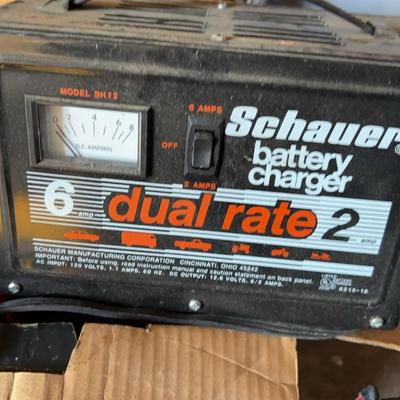 MODEL BH12
0 2 4 6 8
D.C. AMPERES
6 AMPS
OFF
2 AMPS
Schauer
battery
charger
6 amp dual rate 2 amp
SCHAUER MANUFACTURING CORPORATION CINCINNATI, OHIO 45242
IMPORTANT: Before using, read instruction manual and caution statement on back panel.
AC INPUT: 120 VOLTS, 1.1 AMPS, 60 HZ. DC OUTPUT: 12.6 VOLTS, 6/2 AMPS.
LISTED